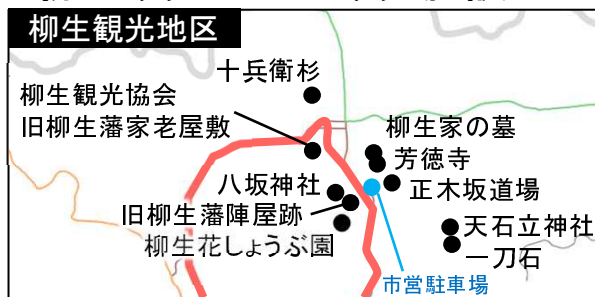 柳生観光地区
十兵衛杉
柳生観光協会
旧柳生藩家老屋敷
柳生家の墓
芳徳寺
正木坂道場
八坂神社
旧柳生藩陣屋跡
柳生花しょうぶ園
天石立神社
一刀石
市営駐車場